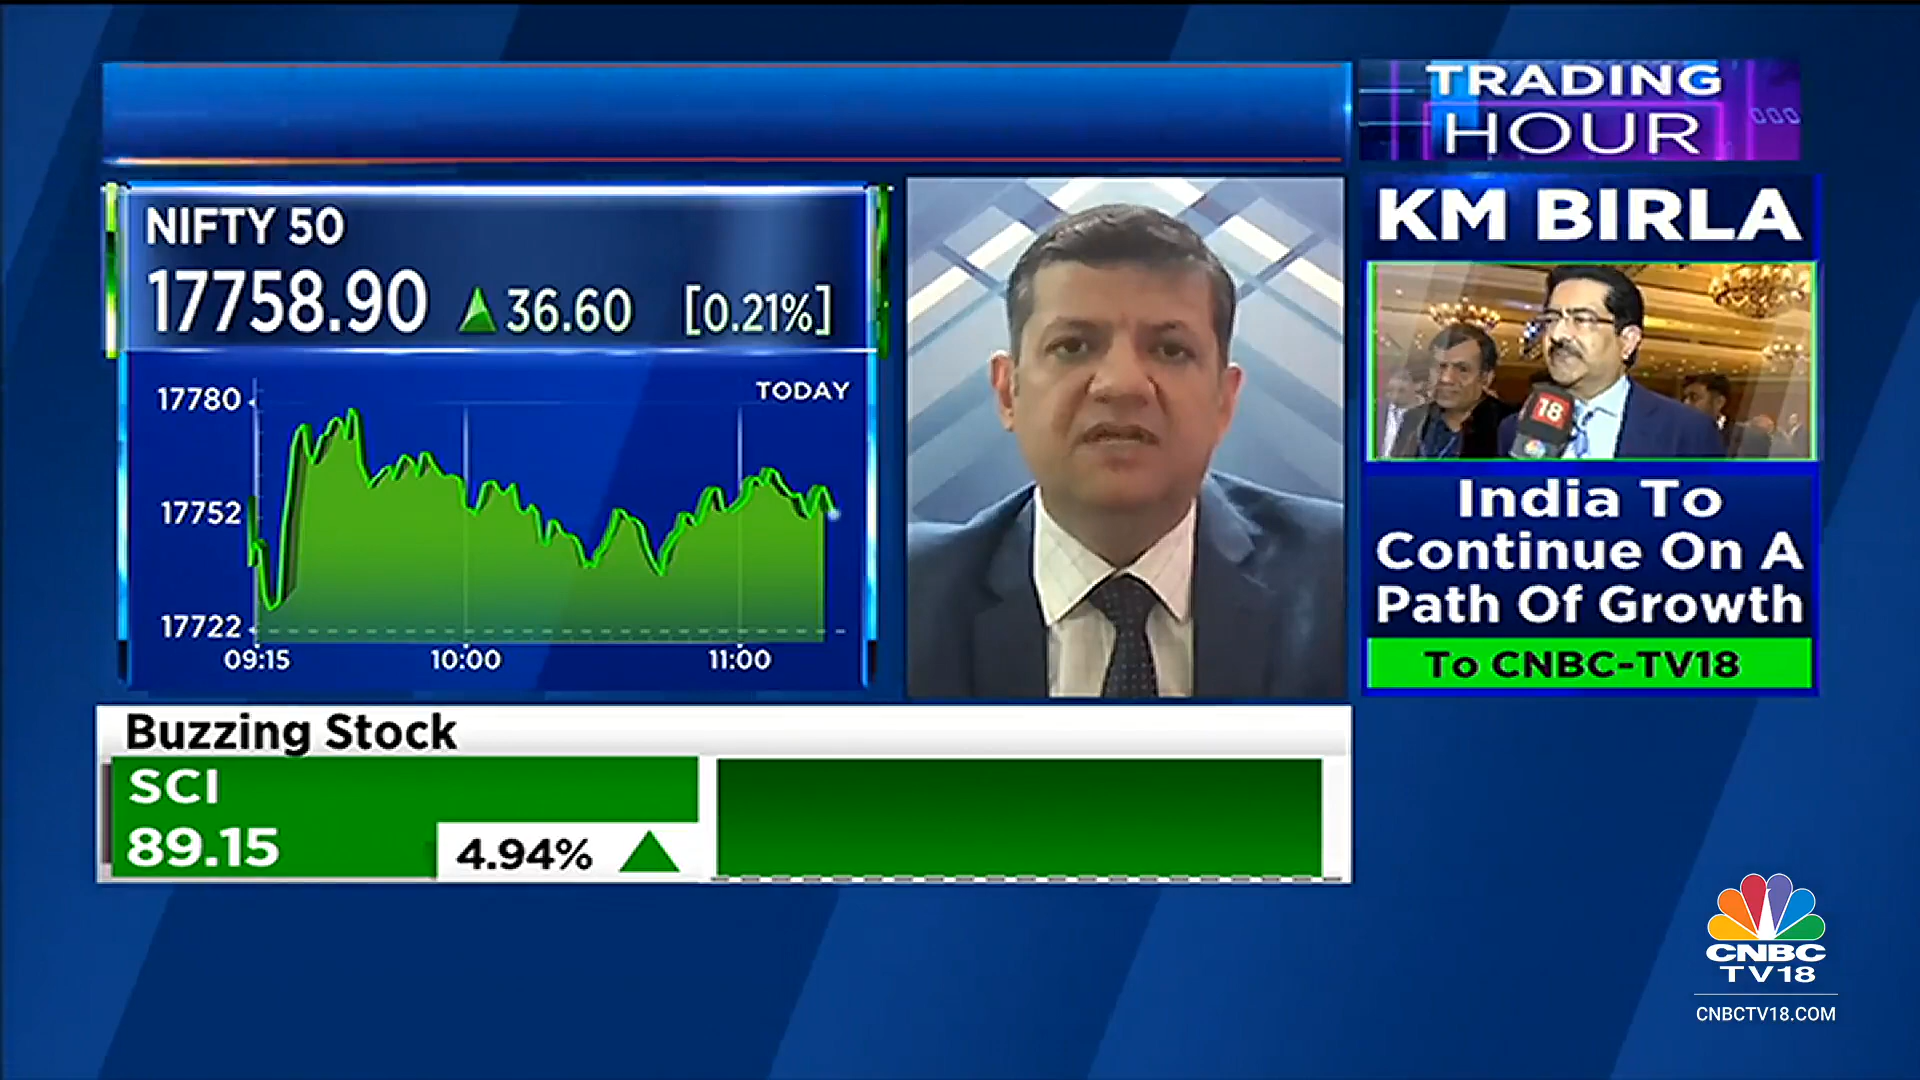 TRADING
HOUR
NIFTY 50
17758.90 ▲ 36.60 [0.21%]
TODAY
17780
17752
17722
09:15 10:00 11:00
KM BIRLA
18
India To
Continue On A
Path Of Growth
To CNBC-TV18
Buzzing Stock
SCI
89.15
4.94% ▲
CNBC
TV18
CNBCTV18.COM